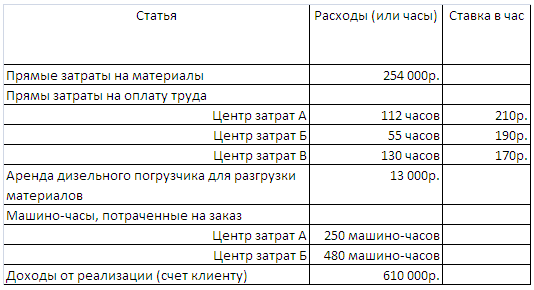 Статья Расходы (или часы) Ставка в час
Прямые затраты на материалы 254 000р.
Прямы затраты на оплату труда
Центр затрат А 112 часов 210р.
Центр затрат Б 55 часов 190р.
Центр затрат В 130 часов 170р.
Аренда дизельного погрузчика для разгрузки 13 000р.
материалов
Машино-часы, потраченные на заказ
Центр затрат А 250 машино-часов
Центр затрат Б 480 машино-часов
Доходы от реализации (счет клиенту) 610 000р.